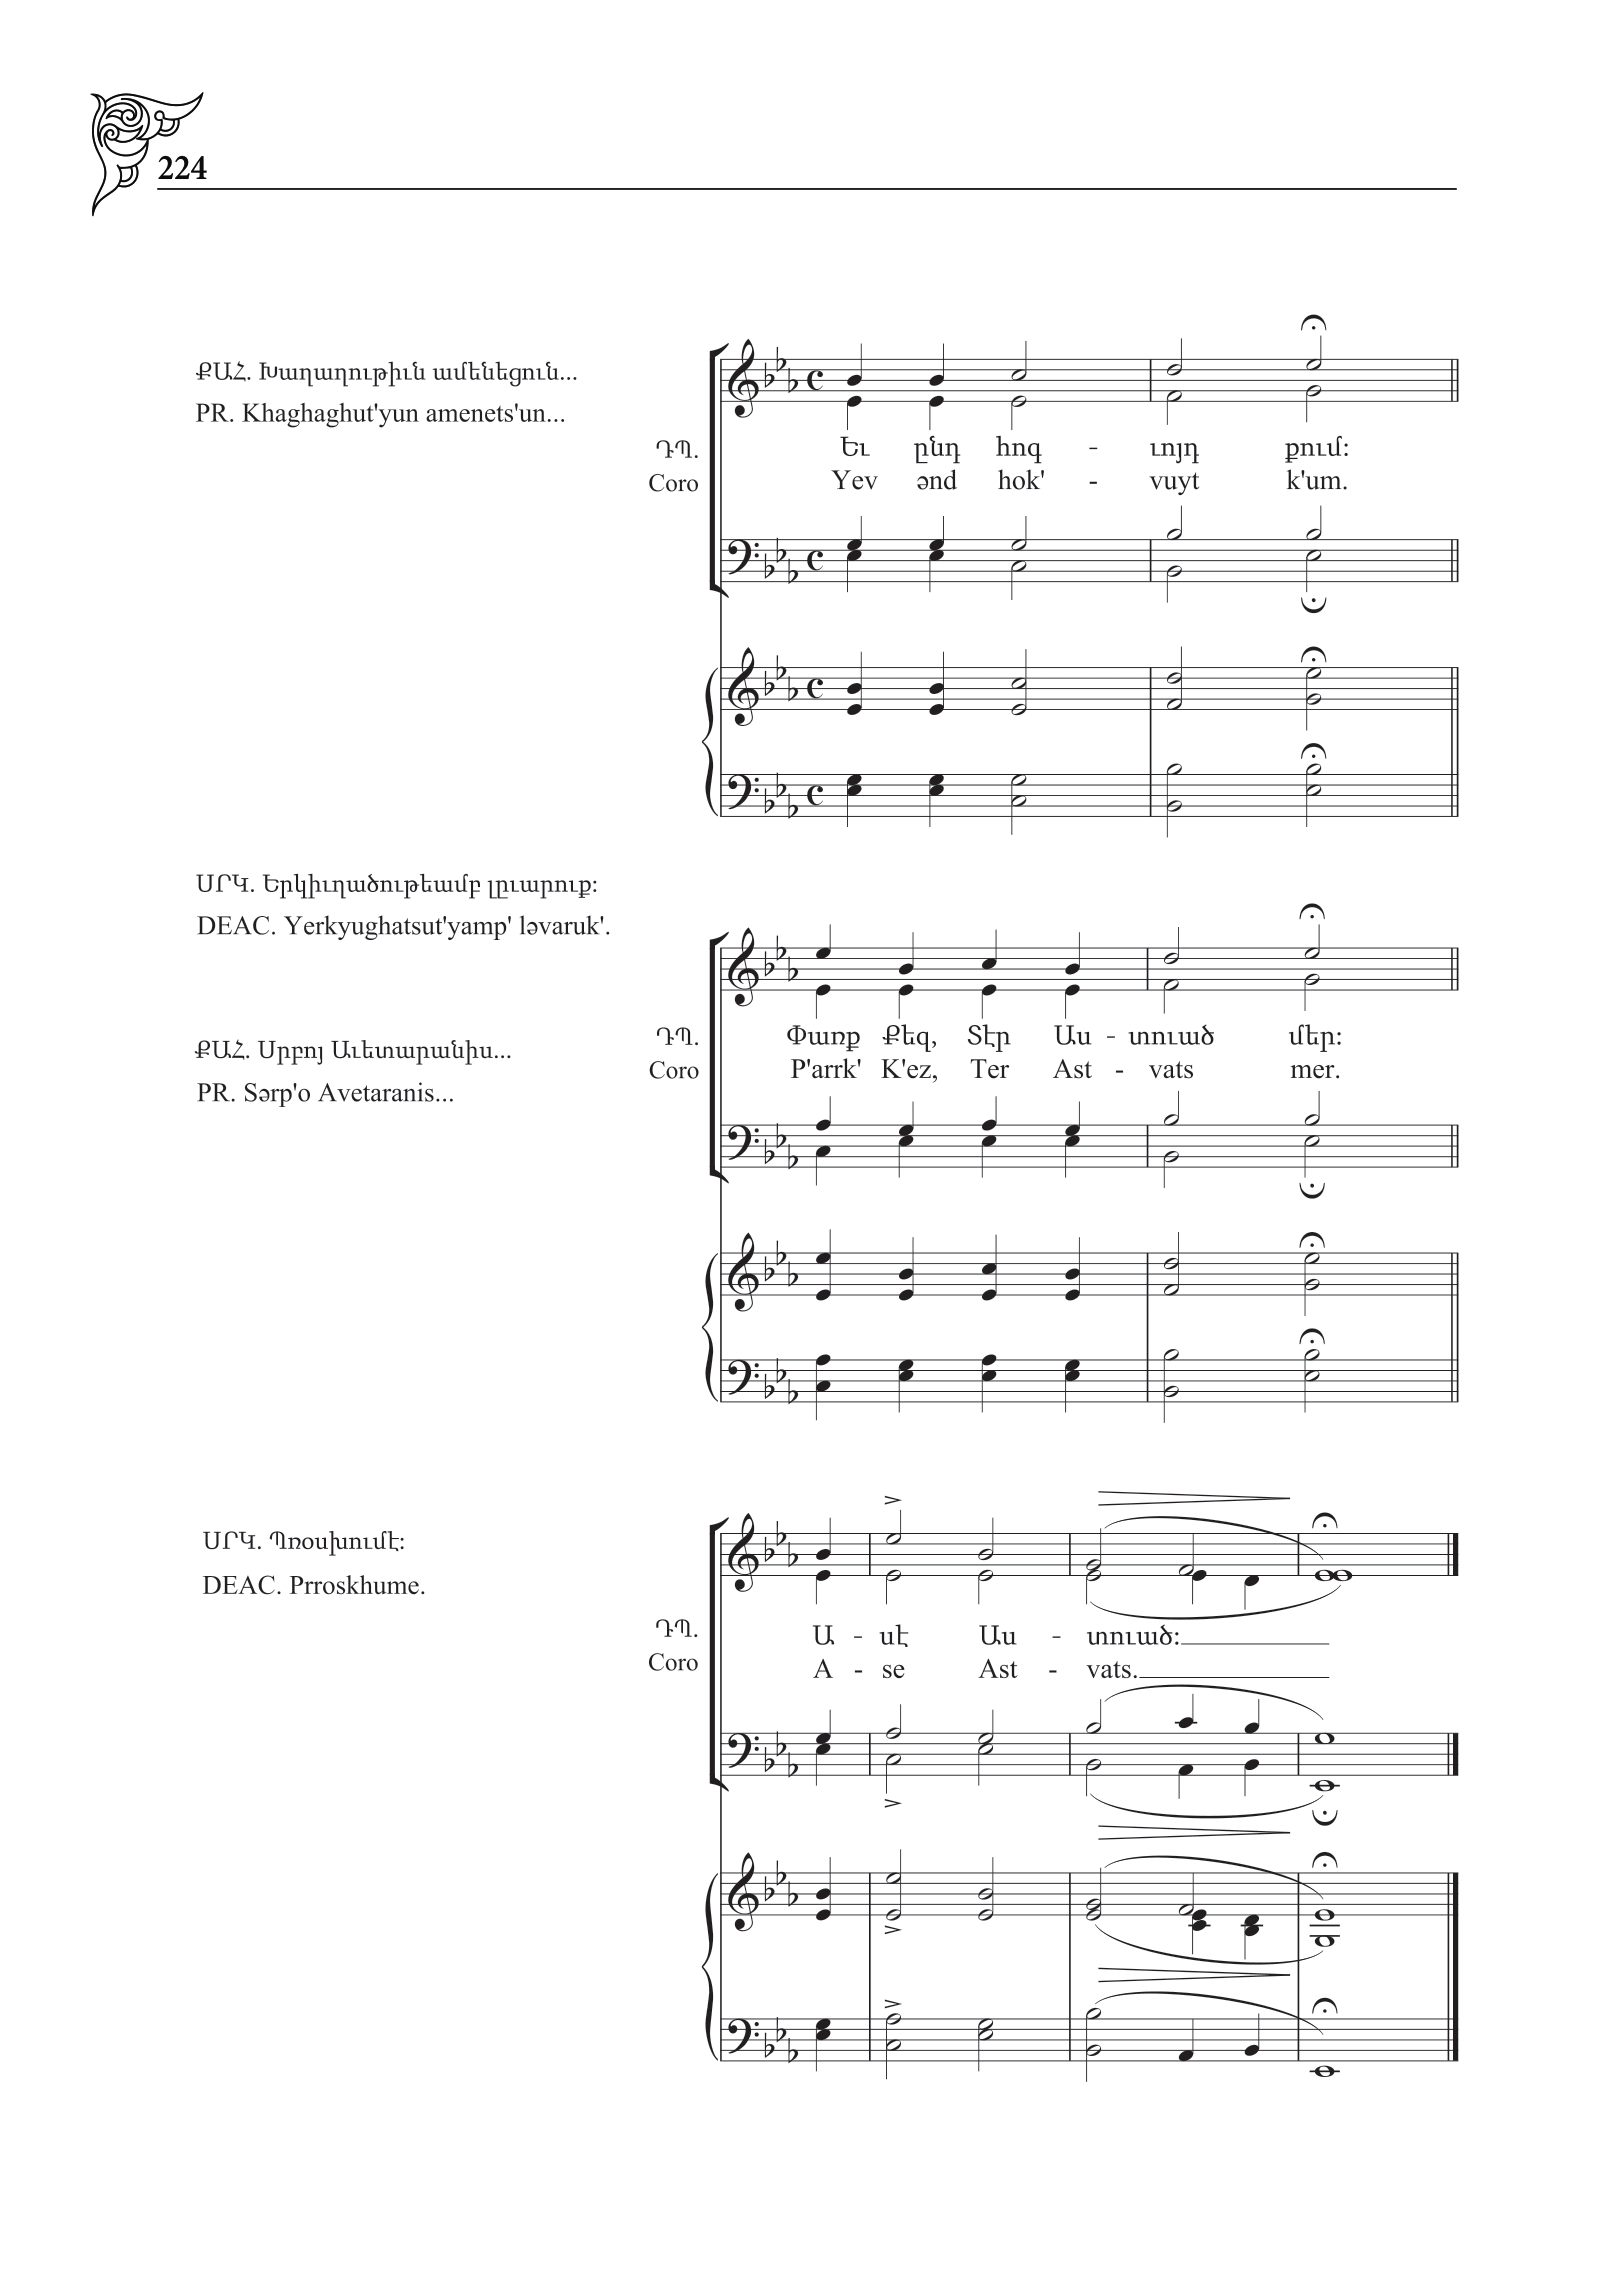 224
ՔԱՀ. Խաղաղութիւն ամենեցուն...
PR. Khaghaghut'yun amenets'un...
ԴՊ. Եւ ընդ հոգ - ւոյդ քում:
Coro Yev ənd hok' - vuyt k'um.
ՍՐԿ. Երկիւղածութեամբ լըւարուք:
DEAC. Yerkyughatsut'yamp' ləvaruk'.
ՔԱՀ. Սրբոյ Աւետարանիս...
PR. Sərp'o Avetaranis...
ԴՊ. Փառք Քեզ, Տէր Աս - տուած մեր:
Coro P'arrk' K'ez, Ter Ast - vats mer.
ՍՐԿ. Պռօսխումէ:
DEAC. Prroskhume.
ԴՊ. Ա - սէ Աս - տուած:
Coro A - se Ast - vats.